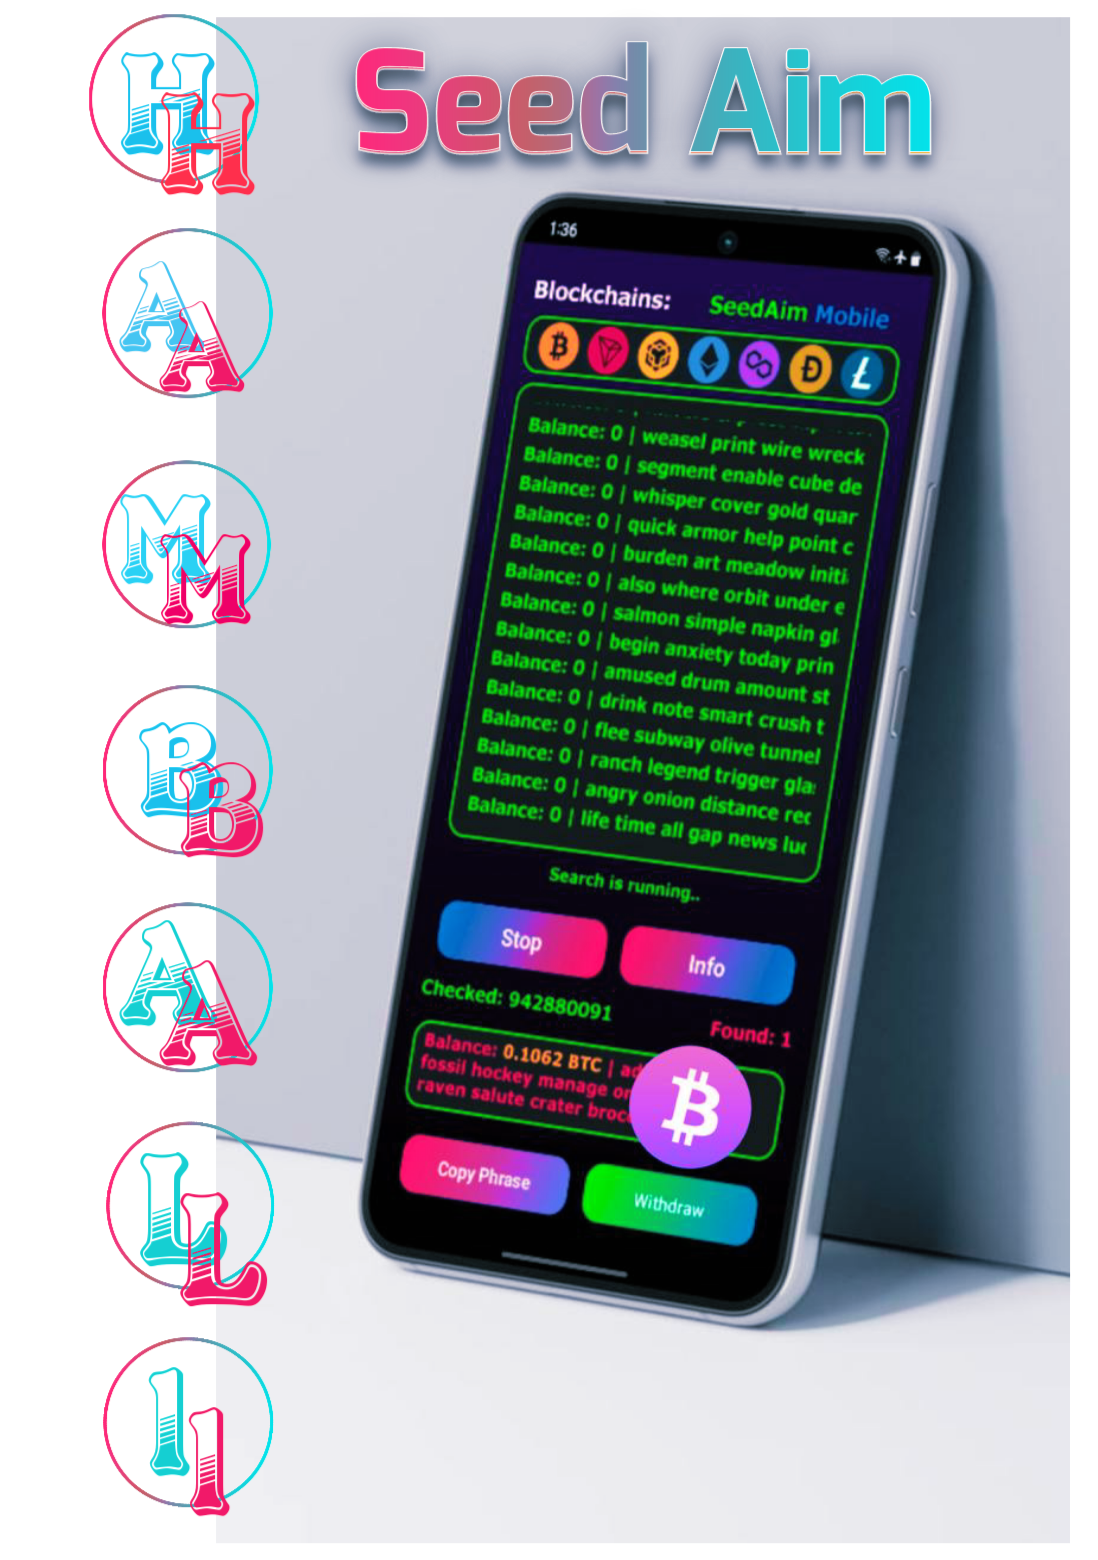 Seed Aim
H H
A A
M M
B B
A A
L L
I I
1:36
Blockchains: SeedAim Mobile
Balance: 0 | weasel print wire wreck
Balance: 0 | segment enable cube de
Balance: 0 | whisper cover gold quar
Balance: 0 | quick armor help point c
Balance: 0 | burden art meadow initi
Balance: 0 | also where orbit under e
Balance: 0 | salmon simple napkin gl
Balance: 0 | begin anxiety today prin
Balance: 0 | amused drum amount st
Balance: 0 | drink note smart crush t
Balance: 0 | flee subway olive tunnel
Balance: 0 | ranch legend trigger gla
Balance: 0 | angry onion distance rec
Balance: 0 | life time all gap news luc
Search is running..
Stop Info
Checked: 942880091
Found: 1
Balance: 0.1062 BTC | ad
fossil hockey manage or
raven salute crater broc
Copy Phrase Withdraw